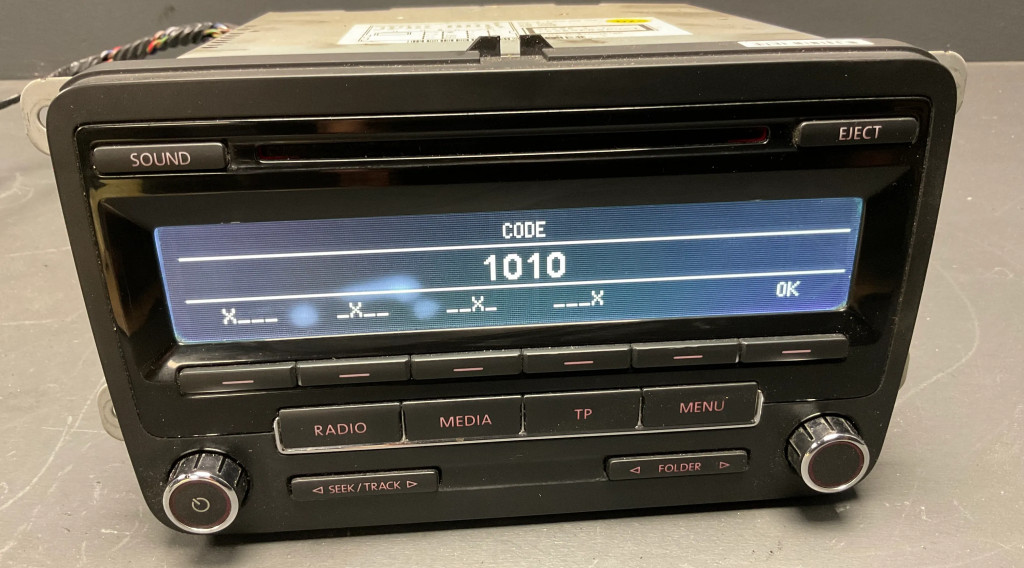 SOUND
EJECT
CODE
1010
X___ _X__ __X_ ___X OK
RADIO MEDIA TP MENU
◁ SEEK / TRACK ▷
◁ FOLDER ▷